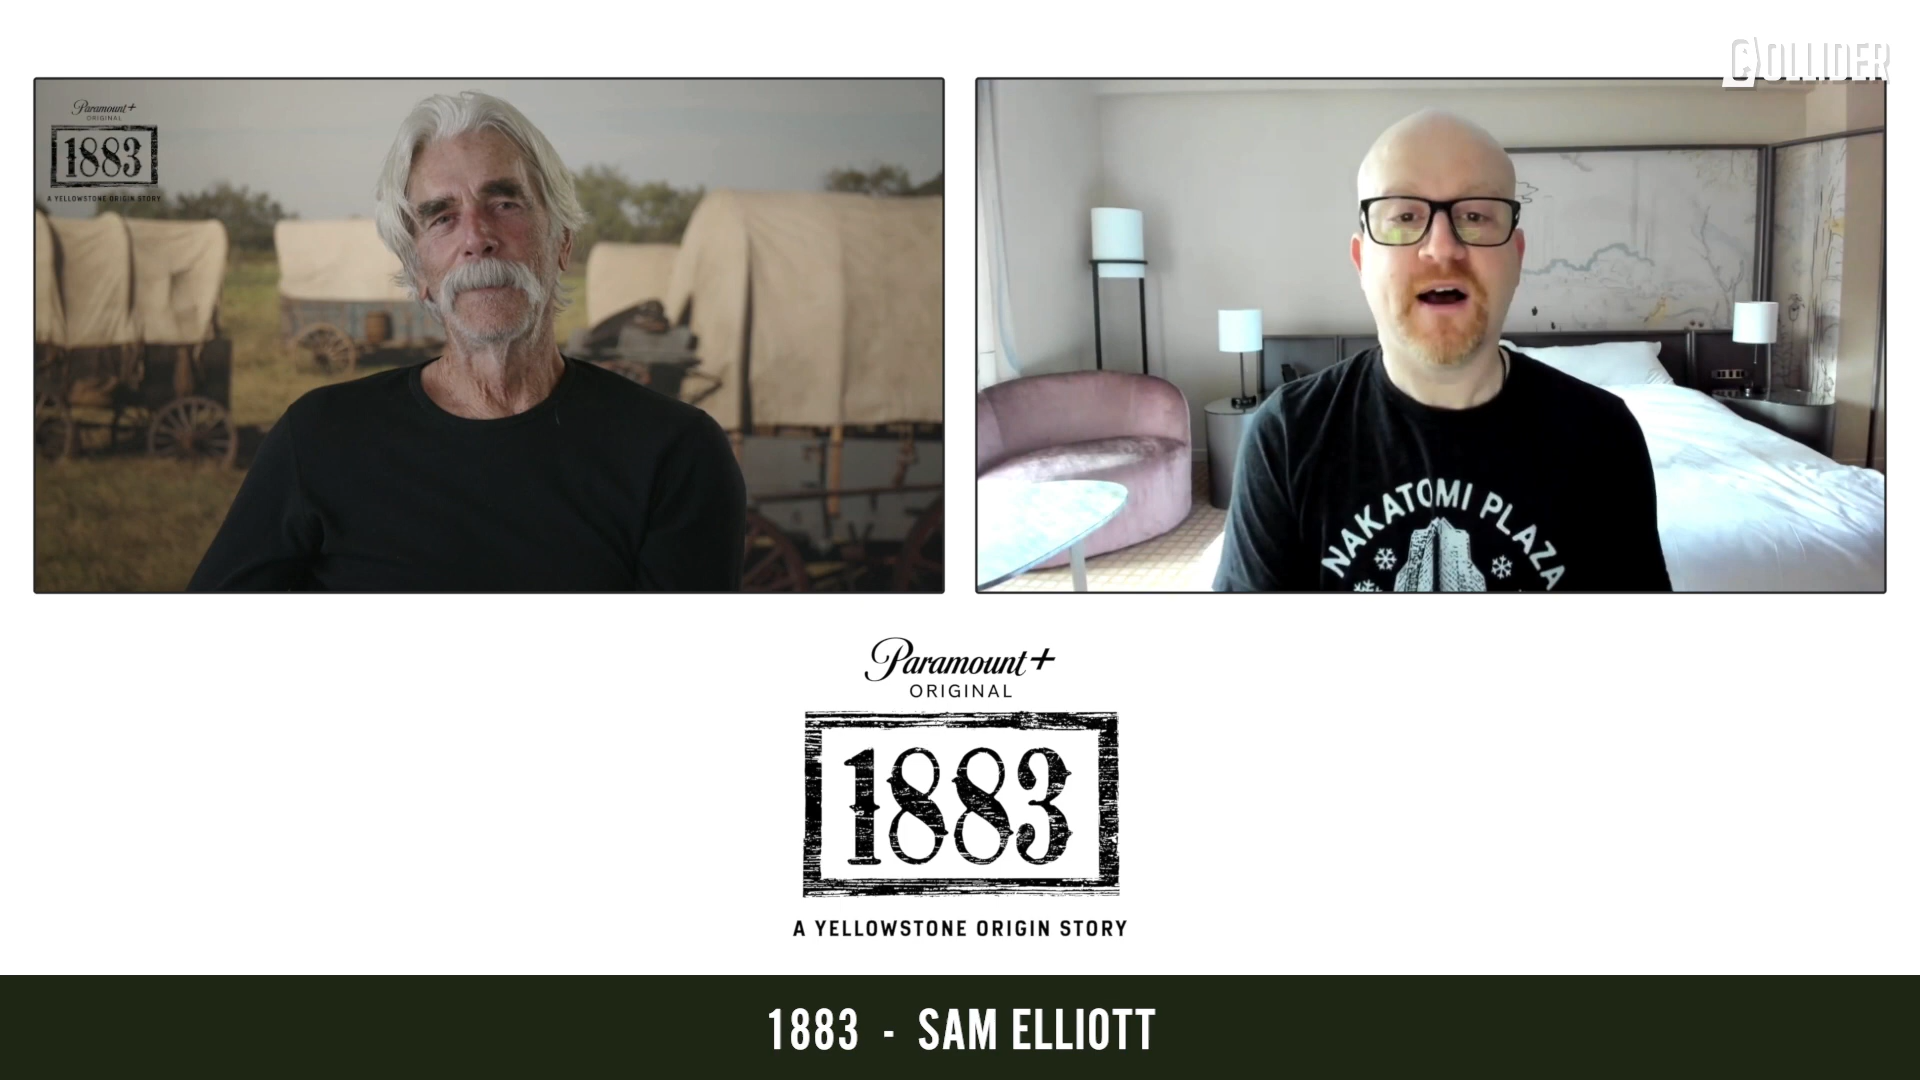 COLLIDER
Paramount+
ORIGINAL
1883
A YELLOWSTONE ORIGIN STORY
NAKATOMI PLAZA
Paramount+
ORIGINAL
1883
A YELLOWSTONE ORIGIN STORY
1883 - SAM ELLIOTT